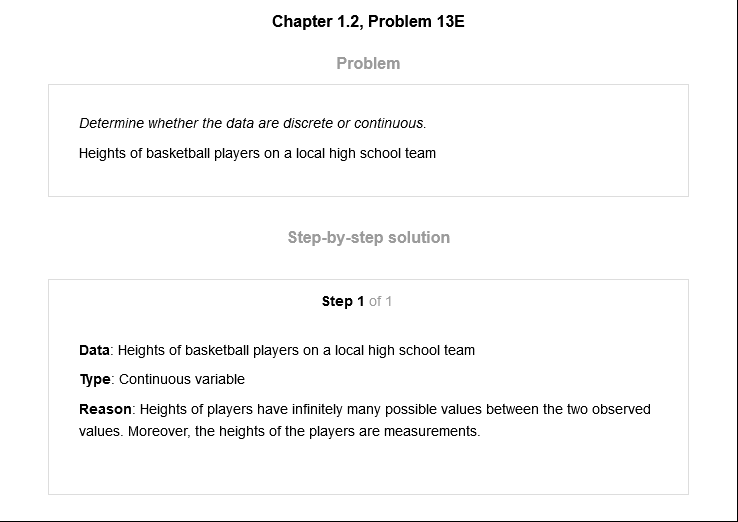 Chapter 1.2, Problem 13E
Problem
Determine whether the data are discrete or continuous.
Heights of basketball players on a local high school team
Step-by-step solution
Step 1 of 1
Data: Heights of basketball players on a local high school team
Type: Continuous variable
Reason: Heights of players have infinitely many possible values between the two observed
values. Moreover, the heights of the players are measurements.